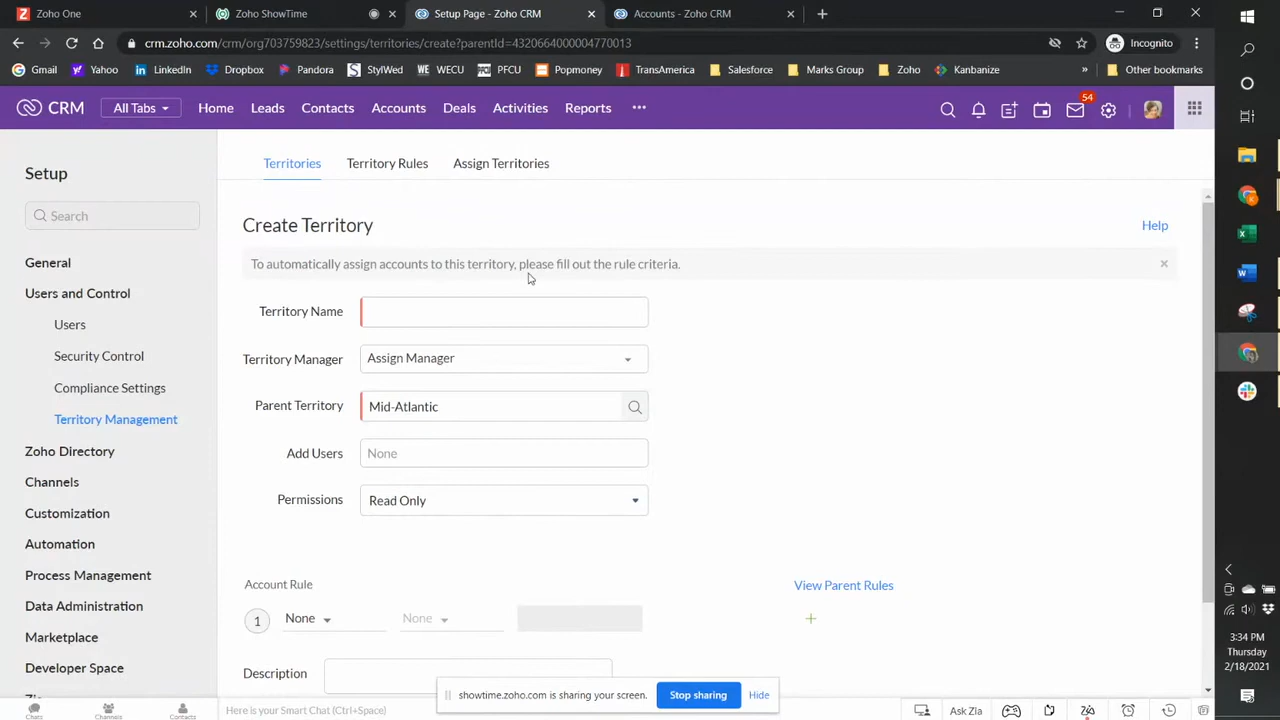 Zoho One
Zoho ShowTime
Setup Page - Zoho CRM
Accounts - Zoho CRM
crm.zoho.com/crm/org703759823/settings/territories/create?parentId=4320664000004770013
Incognito
Gmail
Yahoo
LinkedIn
Dropbox
Pandora
StylWed
WECU
PFCU
Popmoney
TransAmerica
Salesforce
Marks Group
Zoho
Kanbanize
Other bookmarks
CRM
All Tabs
Home
Leads
Contacts
Accounts
Deals
Activities
Reports
54
Setup
Search
General
Users and Control
Users
Security Control
Compliance Settings
Territory Management
Zoho Directory
Channels
Customization
Automation
Process Management
Data Administration
Marketplace
Developer Space
Territories
Territory Rules
Assign Territories
Create Territory
Help
To automatically assign accounts to this territory, please fill out the rule criteria.
Territory Name
Territory Manager
Assign Manager
Parent Territory
Mid-Atlantic
Add Users
None
Permissions
Read Only
Account Rule
View Parent Rules
1
None
None
Description
showtime.zoho.com is sharing your screen.
Stop sharing
Hide
Chats
Channels
Contacts
Here is your Smart Chat (Ctrl+Space)
Ask Zia
3:34 PM
Thursday
2/18/2021